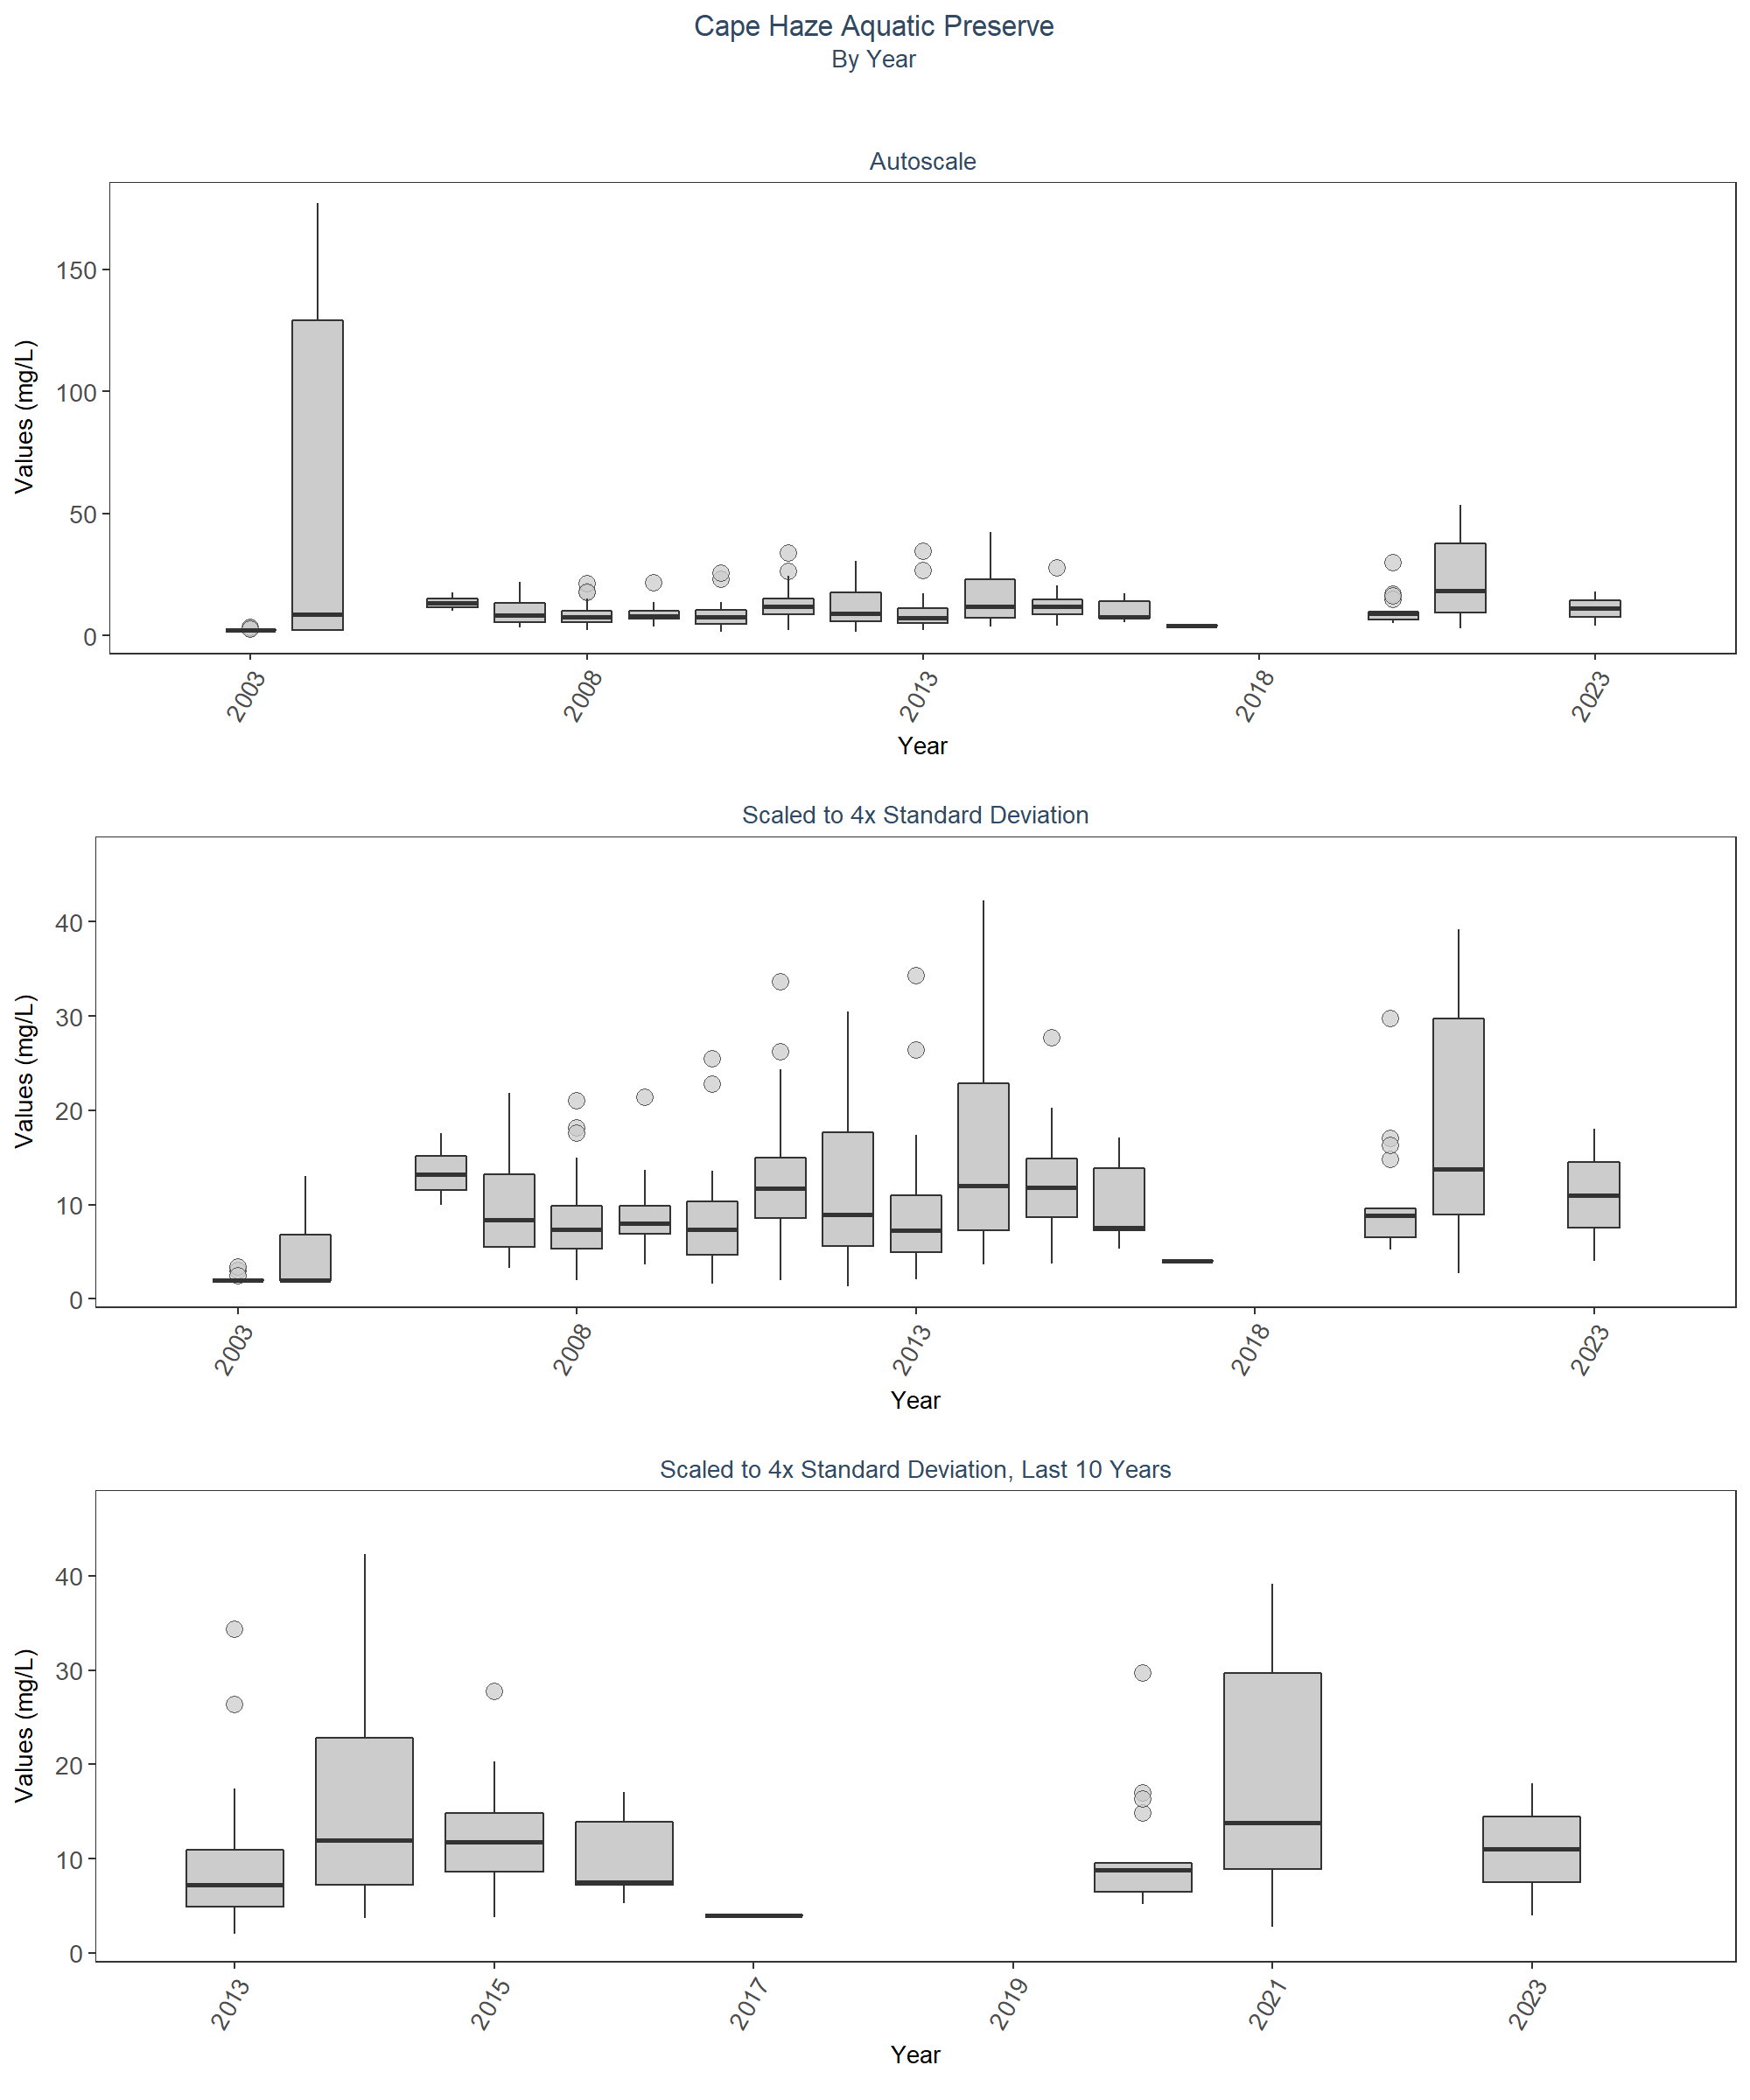 Cape Haze Aquatic Preserve
By Year
Autoscale
Values (mg/L)
150
100
50
0
2003
2008
2013
2018
2023
Year
Scaled to 4x Standard Deviation
Values (mg/L)
40
30
20
10
0
2003
2008
2013
2018
2023
Year
Scaled to 4x Standard Deviation, Last 10 Years
Values (mg/L)
40
30
20
10
0
2013
2015
2017
2019
2021
2023
Year